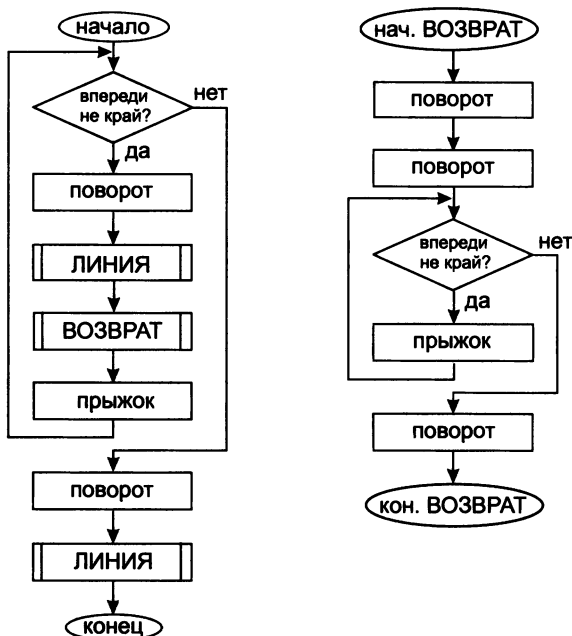 начало
впереди
не край?
нет
да
поворот
ЛИНИЯ
ВОЗВРАТ
прыжок
поворот
ЛИНИЯ
конец
нач. ВОЗВРАТ
поворот
поворот
впереди
не край?
нет
да
прыжок
поворот
кон. ВОЗВРАТ